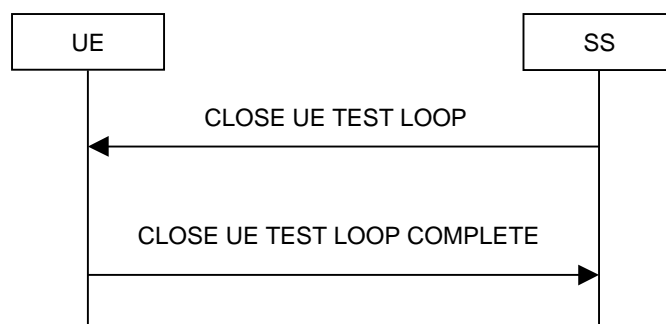 UE
SS
CLOSE UE TEST LOOP
CLOSE UE TEST LOOP COMPLETE